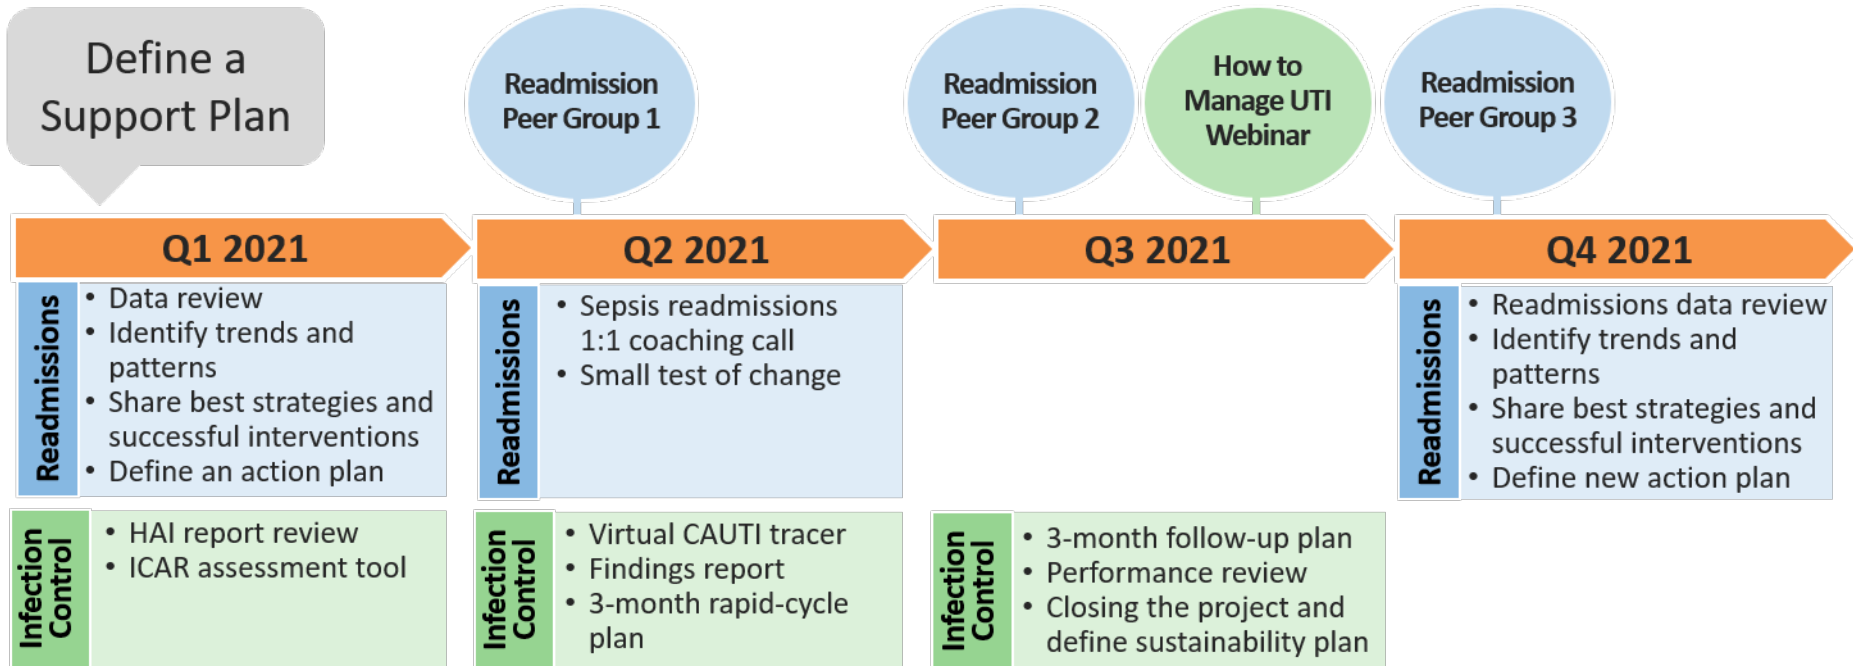 Define a
Support Plan
Readmission
Peer Group 1
Readmission
Peer Group 2
How to
Manage UTI
Webinar
Readmission
Peer Group 3
Q1 2021
Q2 2021
Q3 2021
Q4 2021
Readmissions
• Data review
• Identify trends and
patterns
• Share best strategies and
successful interventions
• Define an action plan
Readmissions
• Sepsis readmissions
1:1 coaching call
• Small test of change
Readmissions
• Readmissions data review
• Identify trends and
patterns
• Share best strategies and
successful interventions
• Define new action plan
Infection
Control
• HAI report review
• ICAR assessment tool
Infection
Control
• Virtual CAUTI tracer
• Findings report
• 3-month rapid-cycle
plan
Infection
Control
• 3-month follow-up plan
• Performance review
• Closing the project and
define sustainability plan